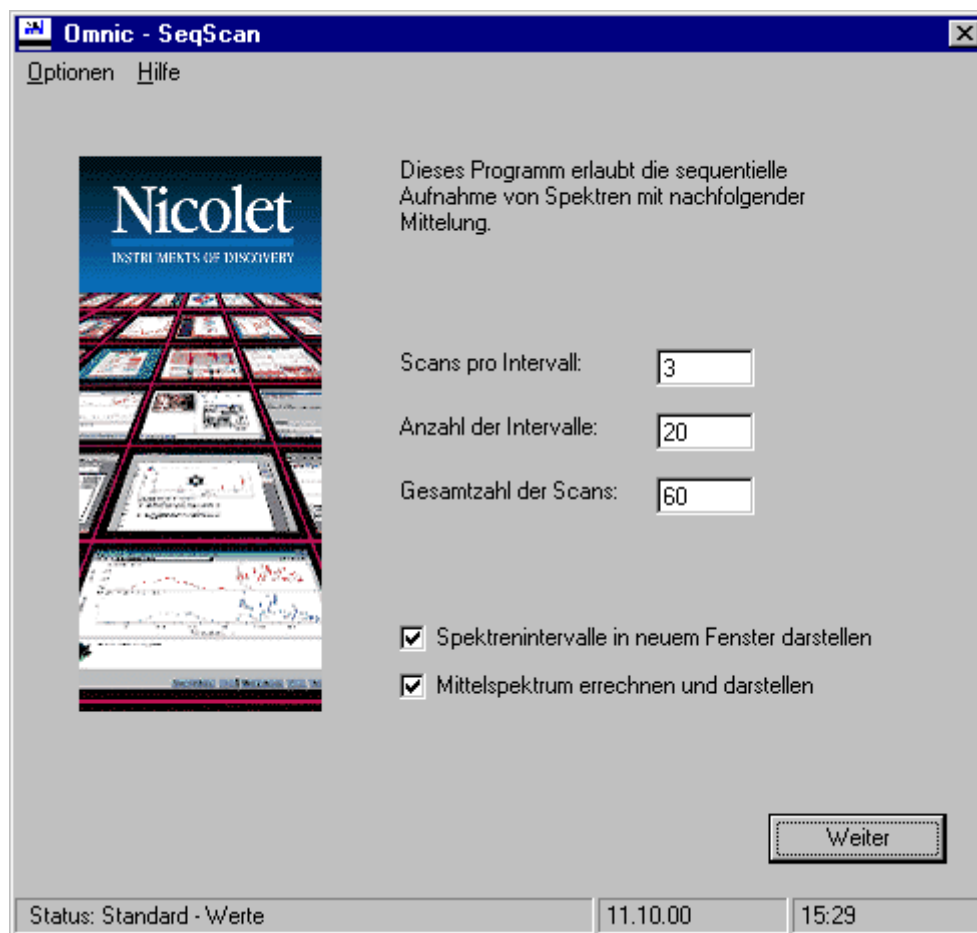 Omnic - SeqScan
Optionen Hilfe
Nicolet
INSTRUMENTS OF DISCOVERY
Dieses Programm erlaubt die sequentielle
Aufnahme von Spektren mit nachfolgender
Mittelung.
Scans pro Intervall: 3
Anzahl der Intervalle: 20
Gesamtzahl der Scans: 60
Spektrenintervalle in neuem Fenster darstellen
Mittelspektrum errechnen und darstellen
Weiter
Status: Standard - Werte 11.10.00 15:29